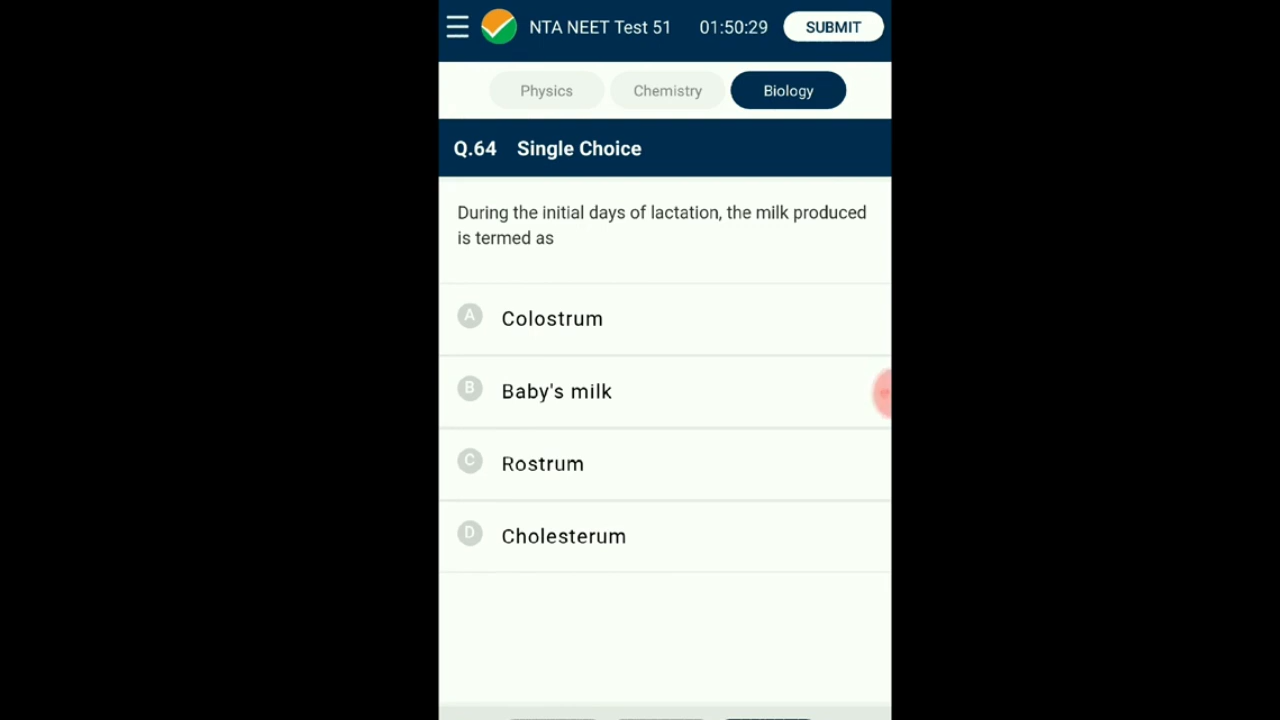 NTA NEET Test 51 01:50:29 SUBMIT
Physics Chemistry Biology
Q.64 Single Choice
During the initial days of lactation, the milk produced
is termed as
A Colostrum
B Baby's milk
C Rostrum
D Cholesterum